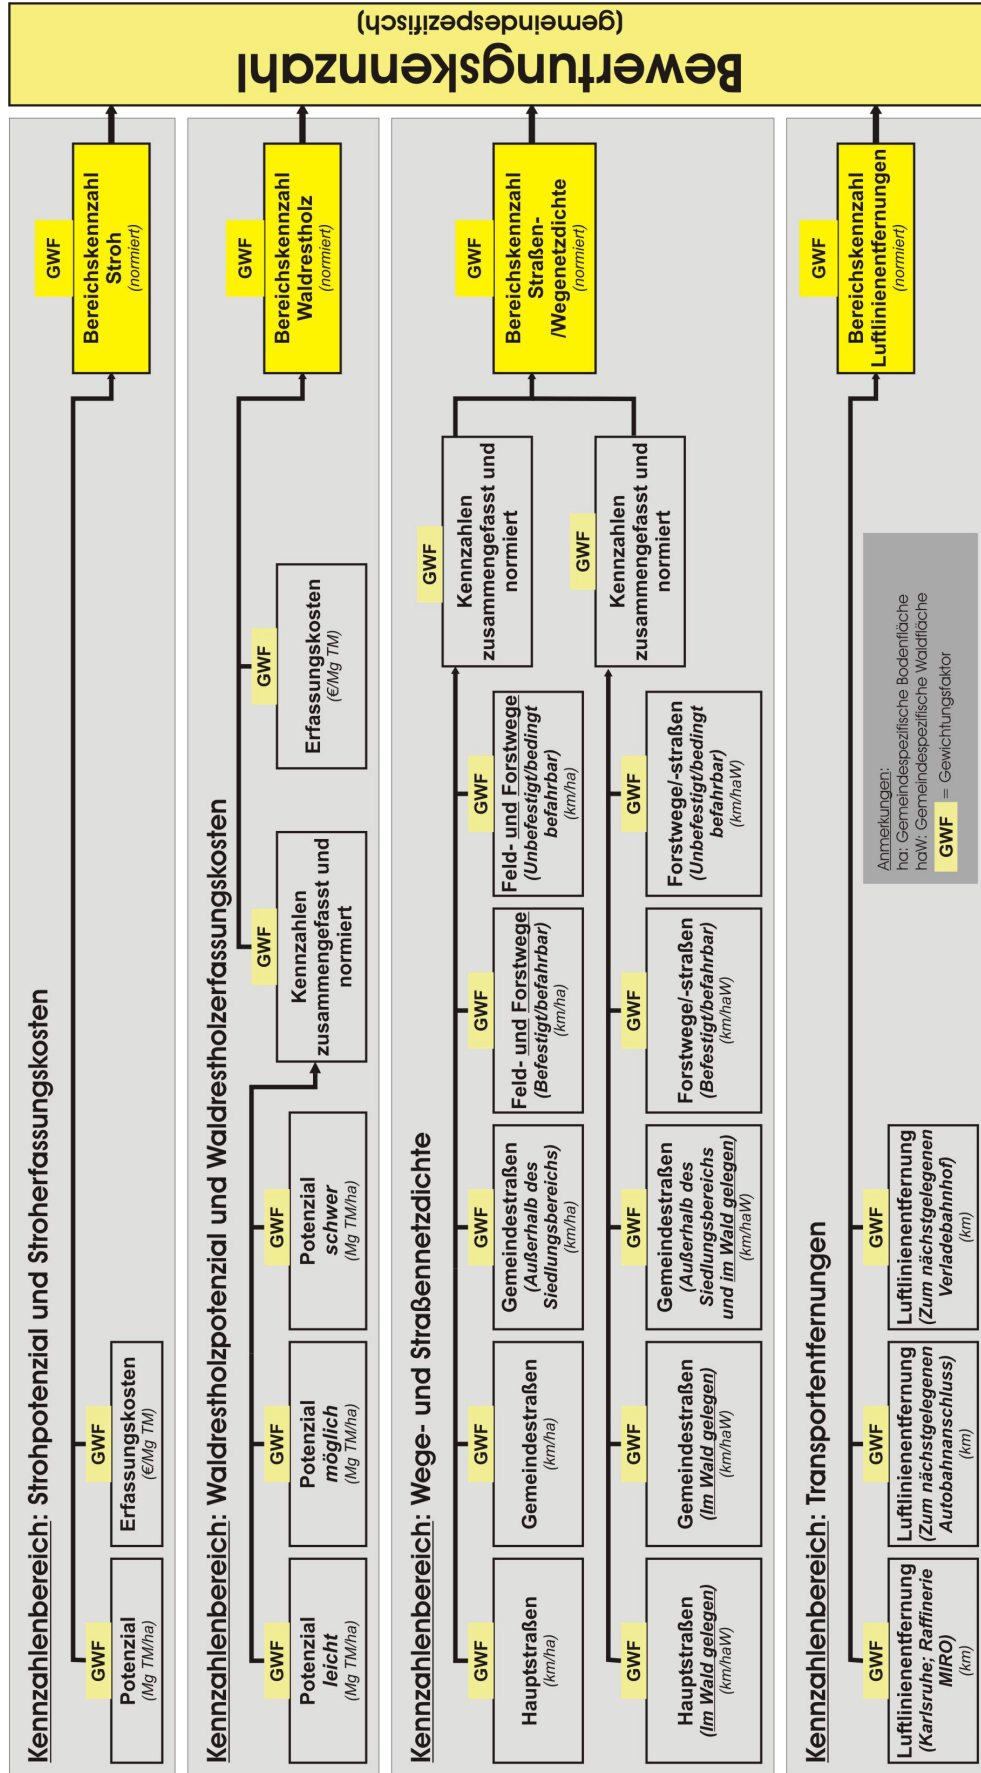 Kennzahlenbereich: Strohpotenzial und Stroherfassungskosten
GWF
Potenzial
(Mg TM/ha)
GWF
Erfassungskosten
(€/Mg TM)
GWF
Bereichskennzahl
Stroh
(normiert)
Kennzahlenbereich: Waldrestholzpotenzial und Waldrestholzerfassungskosten
GWF
Potenzial
leicht
(Mg TM/ha)
GWF
Potenzial
möglich
(Mg TM/ha)
GWF
Potenzial
schwer
(Mg TM/ha)
GWF
Kennzahlen
zusammengefasst und
normiert
GWF
Erfassungskosten
(€/Mg TM)
GWF
Bereichskennzahl
Waldrestholz
(normiert)
Kennzahlenbereich: Wege- und Straßennetzdichte
GWF
Hauptstraßen
(km/ha)
GWF
Gemeindestraßen
(km/ha)
GWF
Gemeindestraßen
(Außerhalb des
Siedlungsbereichs)
(km/ha)
GWF
Feld- und Forstwege
(Befestigt/befahrbar)
(km/ha)
GWF
Feld- und Forstwege
(Unbefestigt/bedingt
befahrbar)
(km/ha)
GWF
Kennzahlen
zusammengefasst und
normiert
GWF
Hauptstraßen
(Im Wald gelegen)
(km/haW)
GWF
Gemeindestraßen
(Im Wald gelegen)
(km/haW)
GWF
Gemeindestraßen
(Außerhalb des
Siedlungsbereichs
und im Wald gelegen)
(km/haW)
GWF
Forstwege/-straßen
(Befestigt/befahrbar)
(km/haW)
GWF
Forstwege/-straßen
(Unbefestigt/bedingt
befahrbar)
(km/haW)
GWF
Kennzahlen
zusammengefasst und
normiert
GWF
Bereichskennzahl
Straßen-
/Wegenetzdichte
(normiert)
Kennzahlenbereich: Transportentfernungen
GWF
Luftlinienentfernung
(Karlsruhe; Raffinerie
MIRO)
(km)
GWF
Luftlinienentfernung
(Zum nächstgelegenen
Autobahnanschluss)
(km)
GWF
Luftlinienentfernung
(Zum nächstgelegenen
Verladebahnhof)
(km)
GWF
Bereichskennzahl
Luftlinienentfernungen
(normiert)
Anmerkungen:
ha: Gemeindespezifische Bodenfläche
haW: Gemeindespezifische Waldfläche
GWF = Gewichtungsfaktor
Bewertungskennzahl
(gemeindespezifisch)